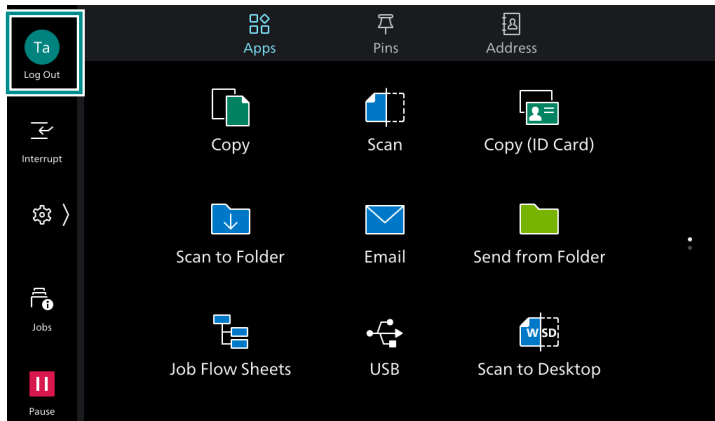 Ta
Log Out
Interrupt
Jobs
Pause
Apps
Pins
Address
Copy
Scan
Copy (ID Card)
Scan to Folder
Email
Send from Folder
Job Flow Sheets
USB
WSD
Scan to Desktop